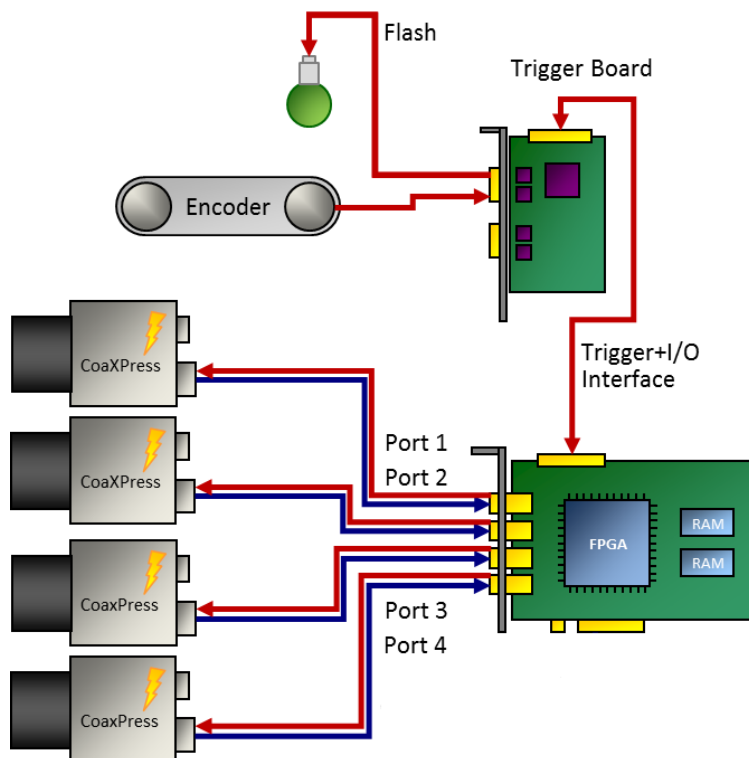 Flash
Trigger Board
Encoder
CoaXPress
Trigger+I/O
Interface
Port 1
Port 2
CoaXPress
FPGA
RAM
RAM
CoaxPress
Port 3
Port 4
CoaxPress